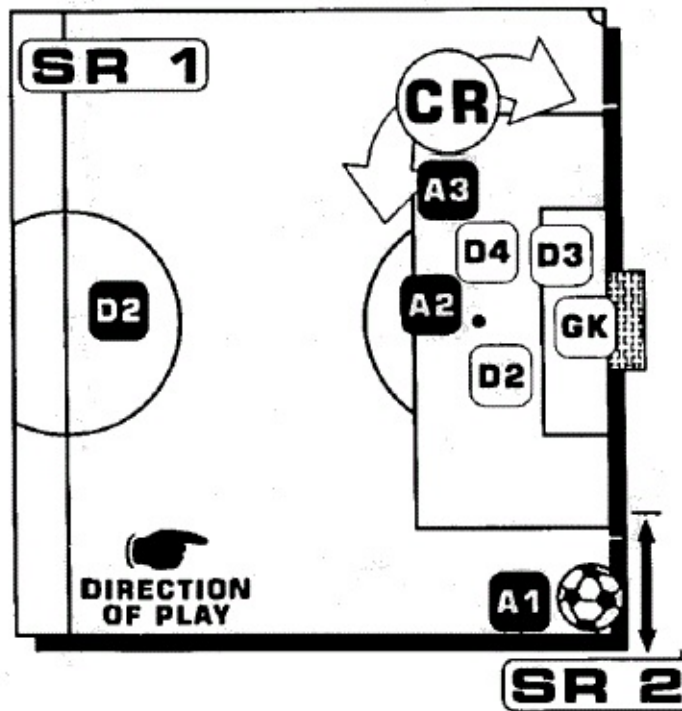 SR 1
CR
A3
D4
D3
D2
A2
GK
D2
DIRECTION
OF PLAY
A1
SR 2